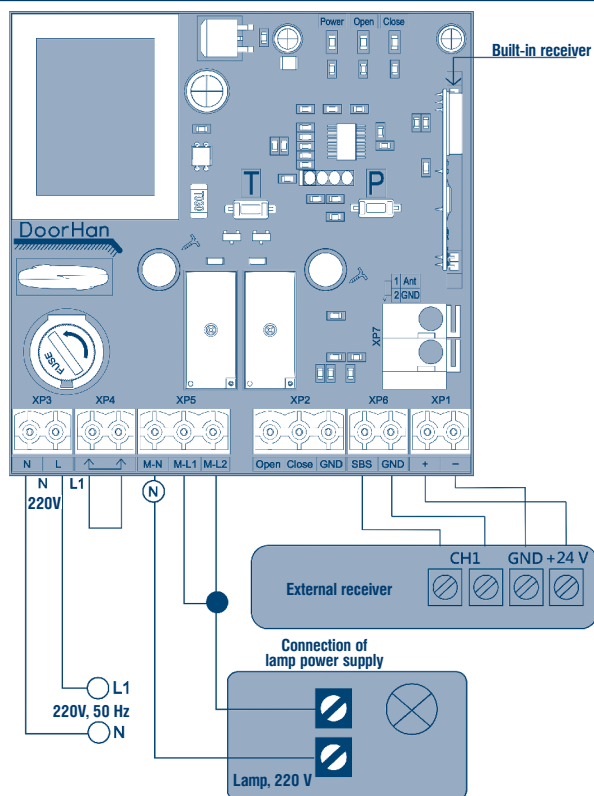 Power Open Close
Built-in receiver
T
P
T030
DoorHan
1 Ant
2 GND
XP7
FUSE
XP3 XP4 XP5 XP2 XP6 XP1
N L M-N M-L1 M-L2 Open Close GND SBS GND + −
N L1
220V
N
CH1 GND +24 V
External receiver
Connection of
lamp power supply
L1
220V, 50 Hz
N
Lamp, 220 V